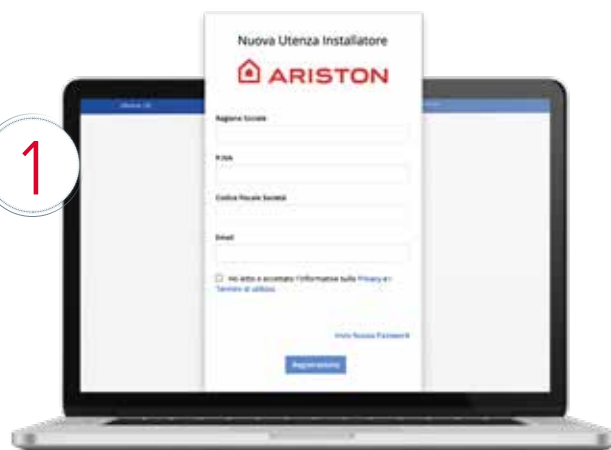 Nuova Utenza Installatore
ARISTON
1
Ragione Sociale
P.IVA
Codice Fiscale Società
Email
Ho letto e accettato l'informativa sulla Privacy e i
Termini di utilizzo
Invio Nuova Password
Registrazione